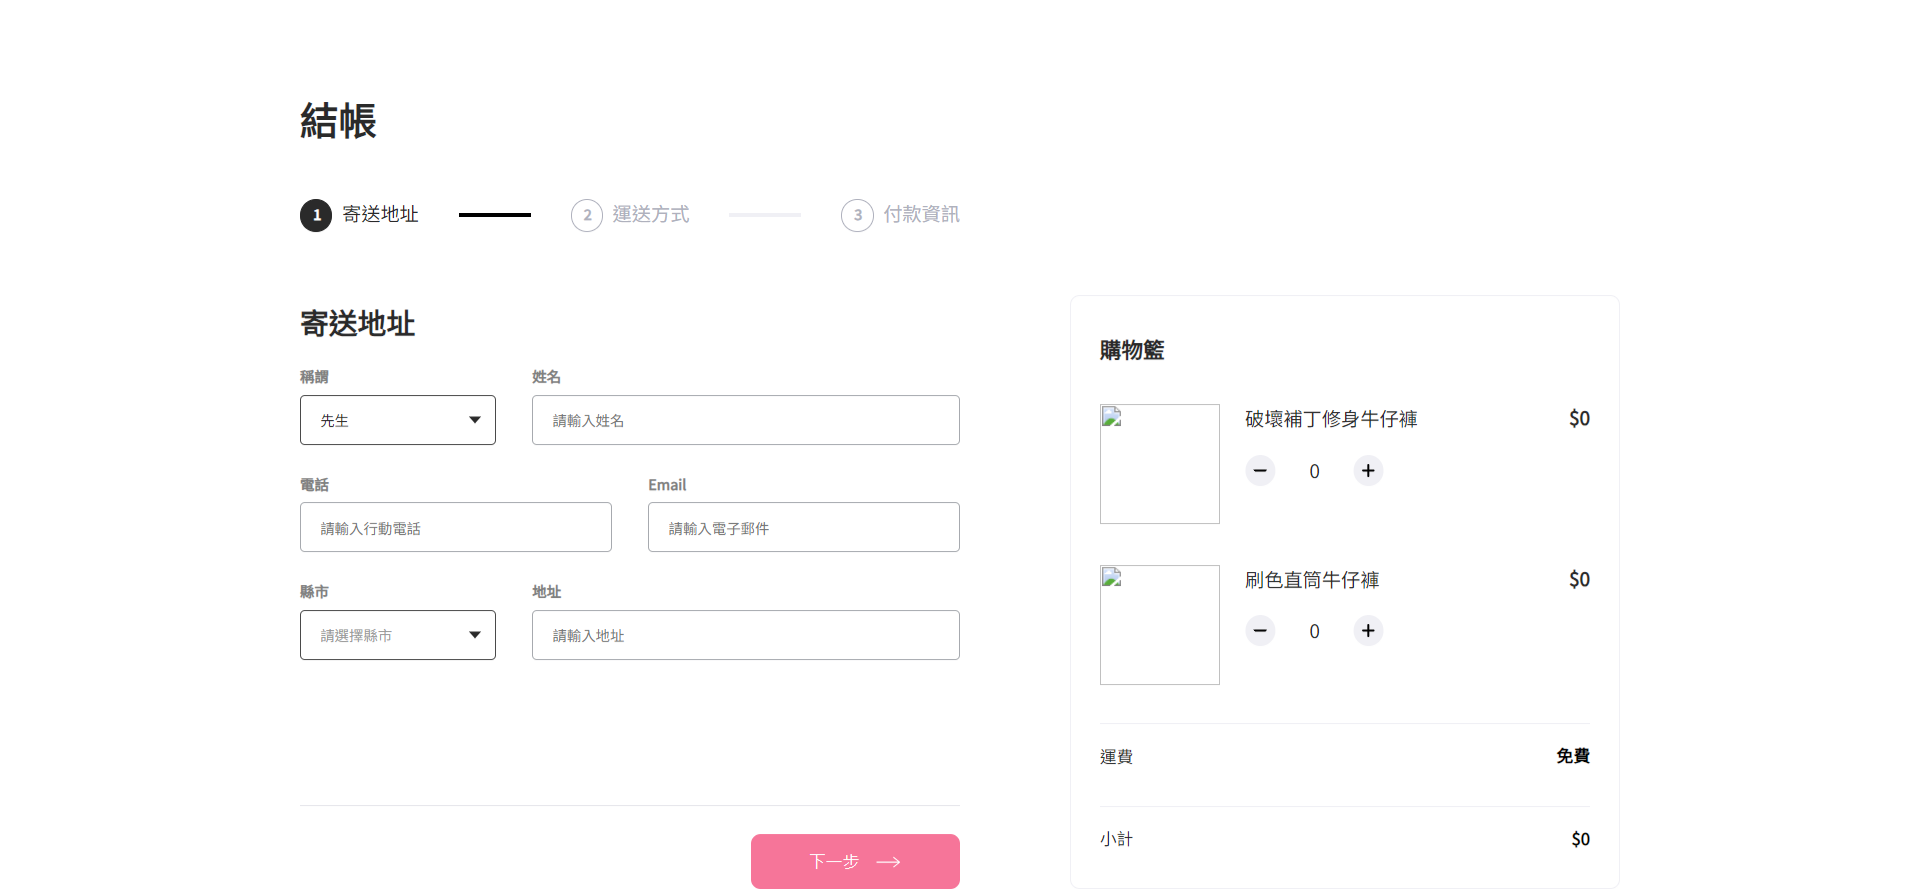 結帳
1 寄送地址 2 運送方式 3 付款資訊
寄送地址
稱謂 姓名
先生 請輸入姓名
電話 Email
請輸入行動電話 請輸入電子郵件
縣市 地址
請選擇縣市 請輸入地址
下一步
購物籃
破壞補丁修身牛仔褲 $0
0
刷色直筒牛仔褲 $0
0
運費 免費
小計 $0